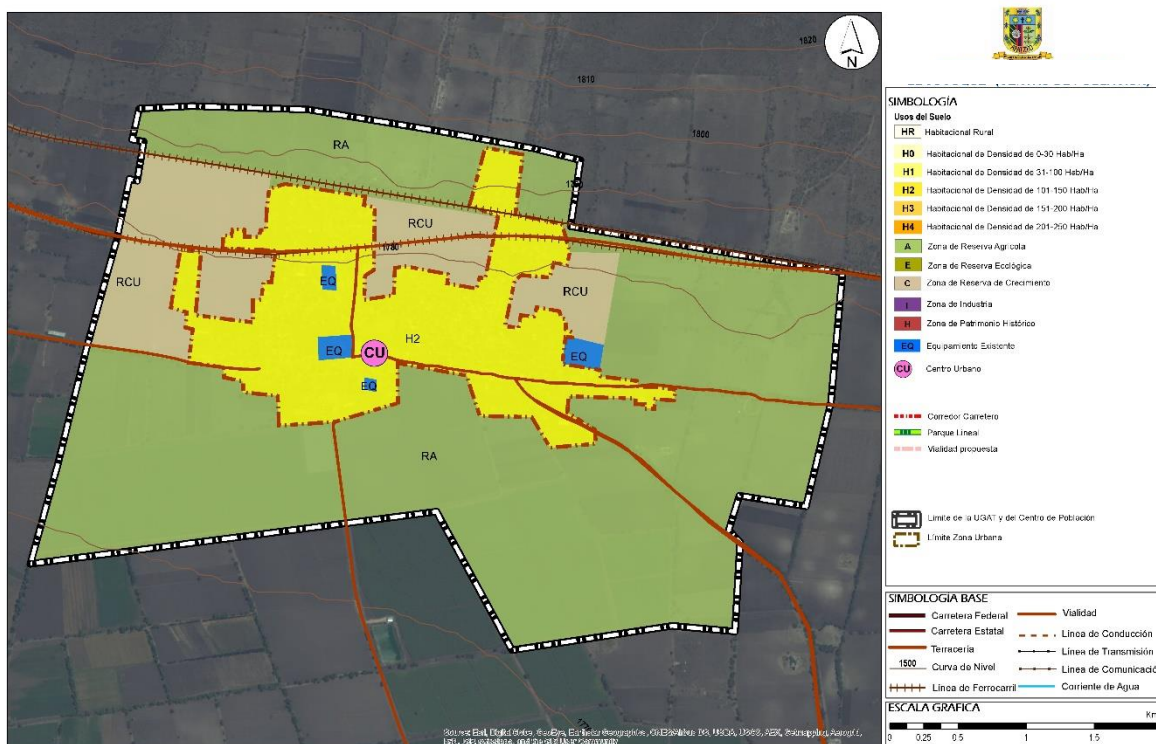 1820
1810
1800
RA
RCU
1780
RCU
RCU
EQ
H2
EQ
CU
EQ
EQ
RA
N
SIMBOLOGÍA
Usos del Suelo
HR Habitacional Rural
H0 Habitacional de Densidad de 0-30 Hab/Ha
H1 Habitacional de Densidad de 31-100 Hab/Ha
H2 Habitacional de Densidad de 101-150 Hab/Ha
H3 Habitacional de Densidad de 151-200 Hab/Ha
H4 Habitacional de Densidad de 201-250 Hab/Ha
A Zona de Reserva Agrícola
E Zona de Reserva Ecológica
C Zona de Reserva de Crecimiento
I Zona de Industria
H Zona de Patrimonio Histórico
EQ Equipamiento Existente
CU Centro Urbano
Corredor Carretero
Parque Lineal
Vialidad propuesta
Límite de la UGAT y del Centro de Población
Límite Zona Urbana
SIMBOLOGÍA BASE
Carretera Federal
Carretera Estatal
Terracería
1500 Curva de Nivel
Línea de Ferrocarril
Vialidad
Línea de Conducción
Línea de Transmisión
Línea de Comunicació
Corriente de Agua
ESCALA GRAFICA
0 0.25 0.5 1 1.5